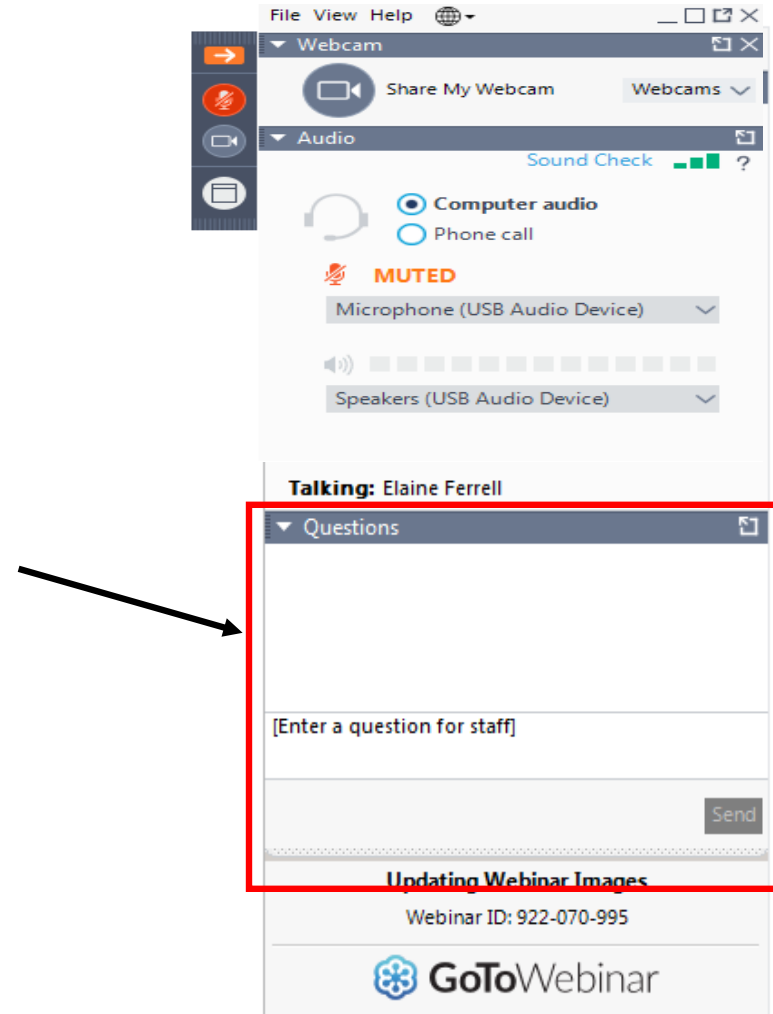 File View Help
Webcam
Share My Webcam Webcams
Audio
Sound Check ?
Computer audio
Phone call
MUTED
Microphone (USB Audio Device)
Speakers (USB Audio Device)
Talking: Elaine Ferrell
Questions
[Enter a question for staff]
Send
Updating Webinar Images
Webinar ID: 922-070-995
GoToWebinar